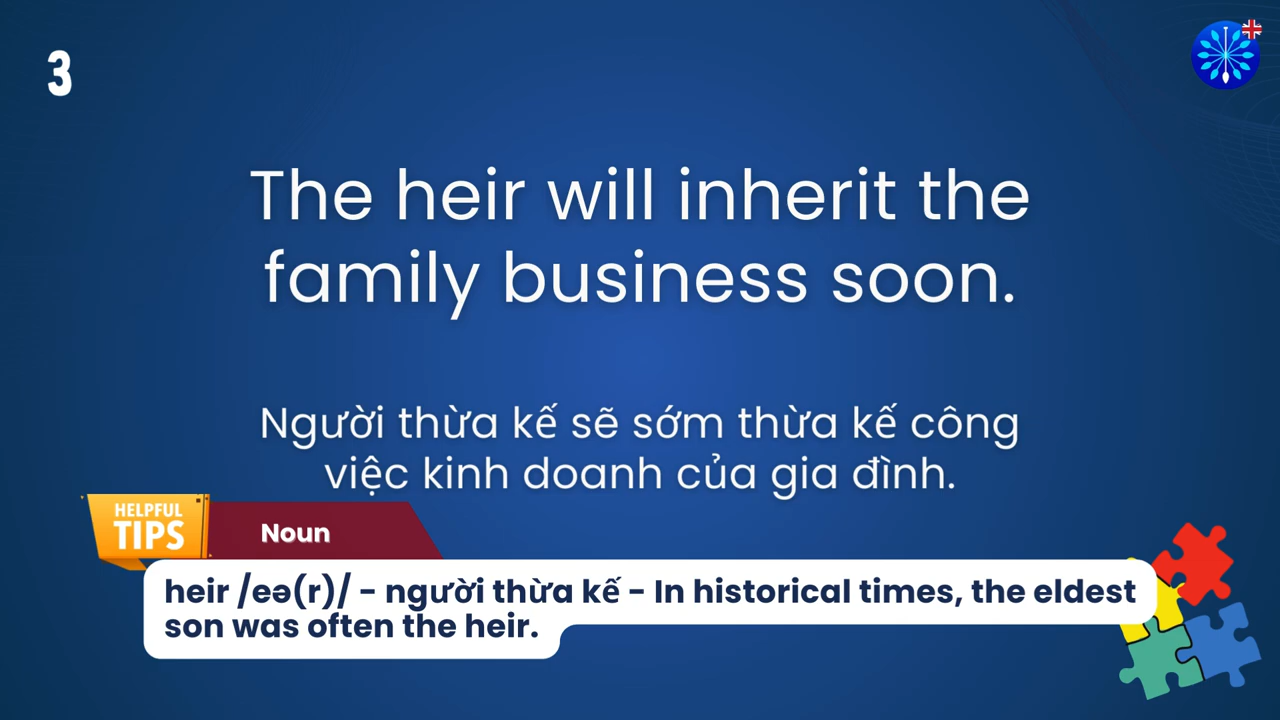 3
The heir will inherit the
family business soon.
Người thừa kế sẽ sớm thừa kế công
việc kinh doanh của gia đình.
HELPFUL
TIPS
Noun
heir /eə(r)/ - người thừa kế - In historical times, the eldest
son was often the heir.